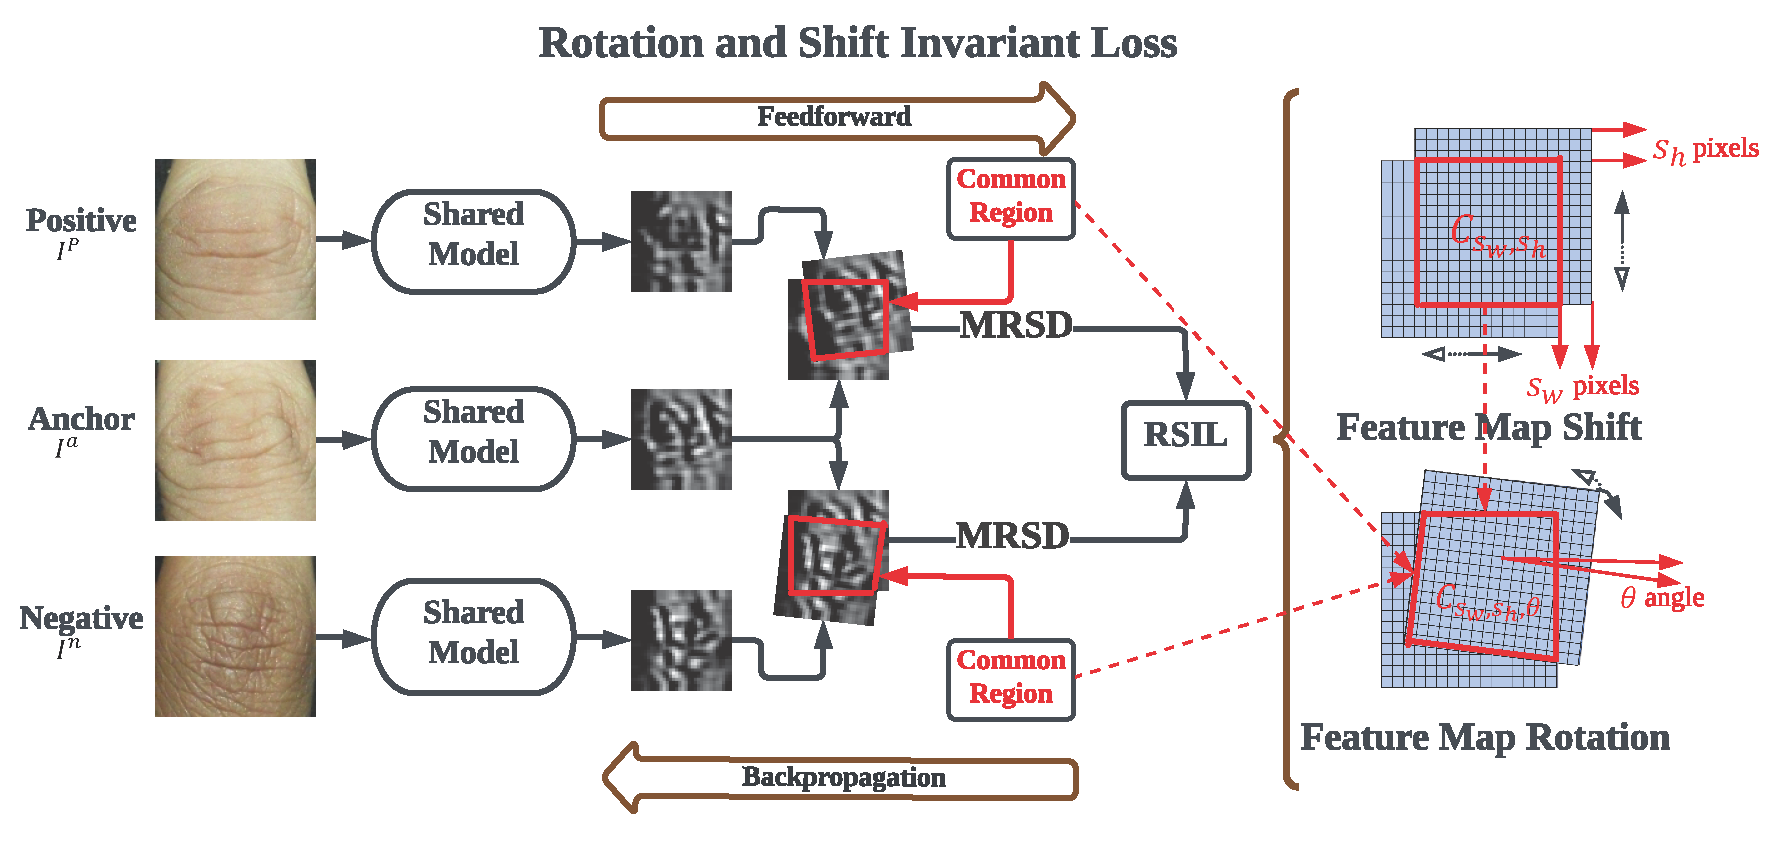 Rotation and Shift Invariant Loss
Feedforward
Positive
I^P
Shared
Model
Common
Region
MRSD
Anchor
I^a
Shared
Model
RSIL
Negative
I^n
Shared
Model
MRSD
Common
Region
Backpropagation
S_h pixels
C_{S_w,S_h}
S_w pixels
Feature Map Shift
C_{S_w,S_h,θ}
θ angle
Feature Map Rotation